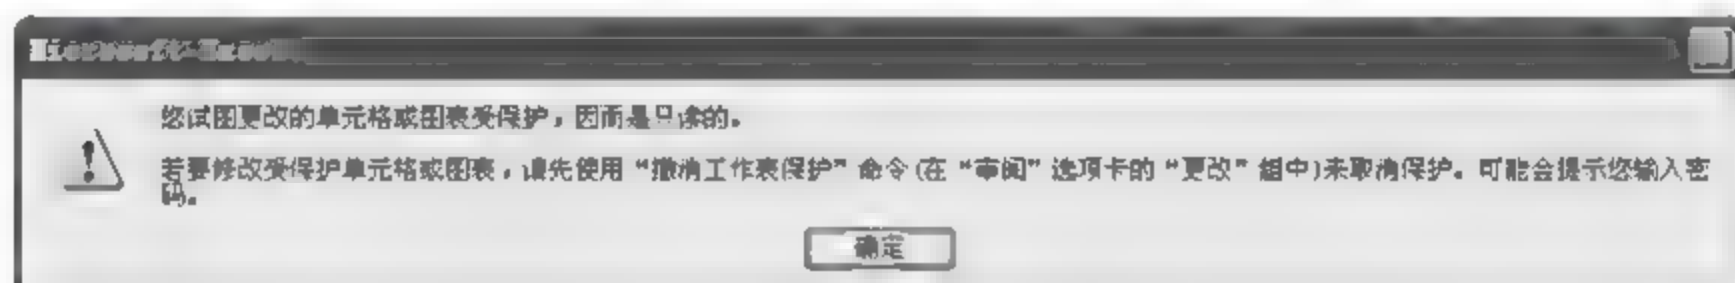 Microsoft Excel
您试图更改的单元格或图表受保护，因而是只读的。
若要修改受保护单元格或图表，请先使用“撤消工作表保护”命令(在“审阅”选项卡的“更改”组中)来取消保护。可能会提示您输入密
码。
确定